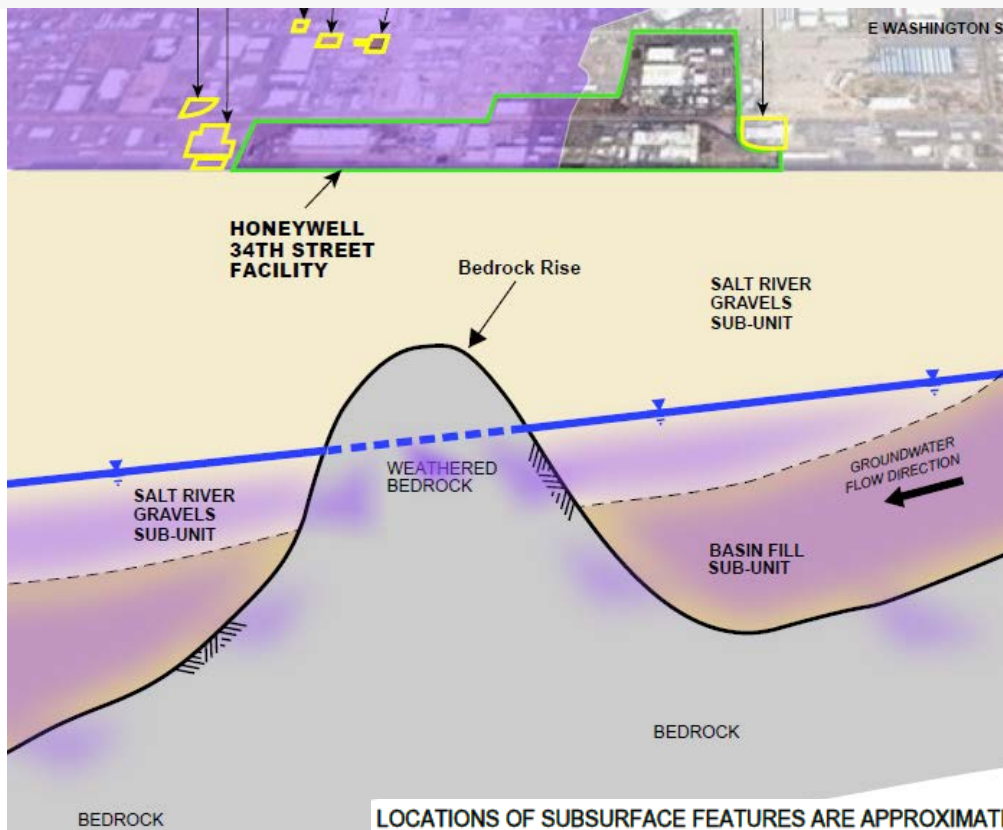 E WASHINGTON S
HONEYWELL
34TH STREET
FACILITY
Bedrock Rise
SALT RIVER
GRAVELS
SUB-UNIT
WEATHERED
BEDROCK
GROUNDWATER
FLOW DIRECTION
SALT RIVER
GRAVELS
SUB-UNIT
BASIN FILL
SUB-UNIT
BEDROCK
BEDROCK
LOCATIONS OF SUBSURFACE FEATURES ARE APPROXIMAT